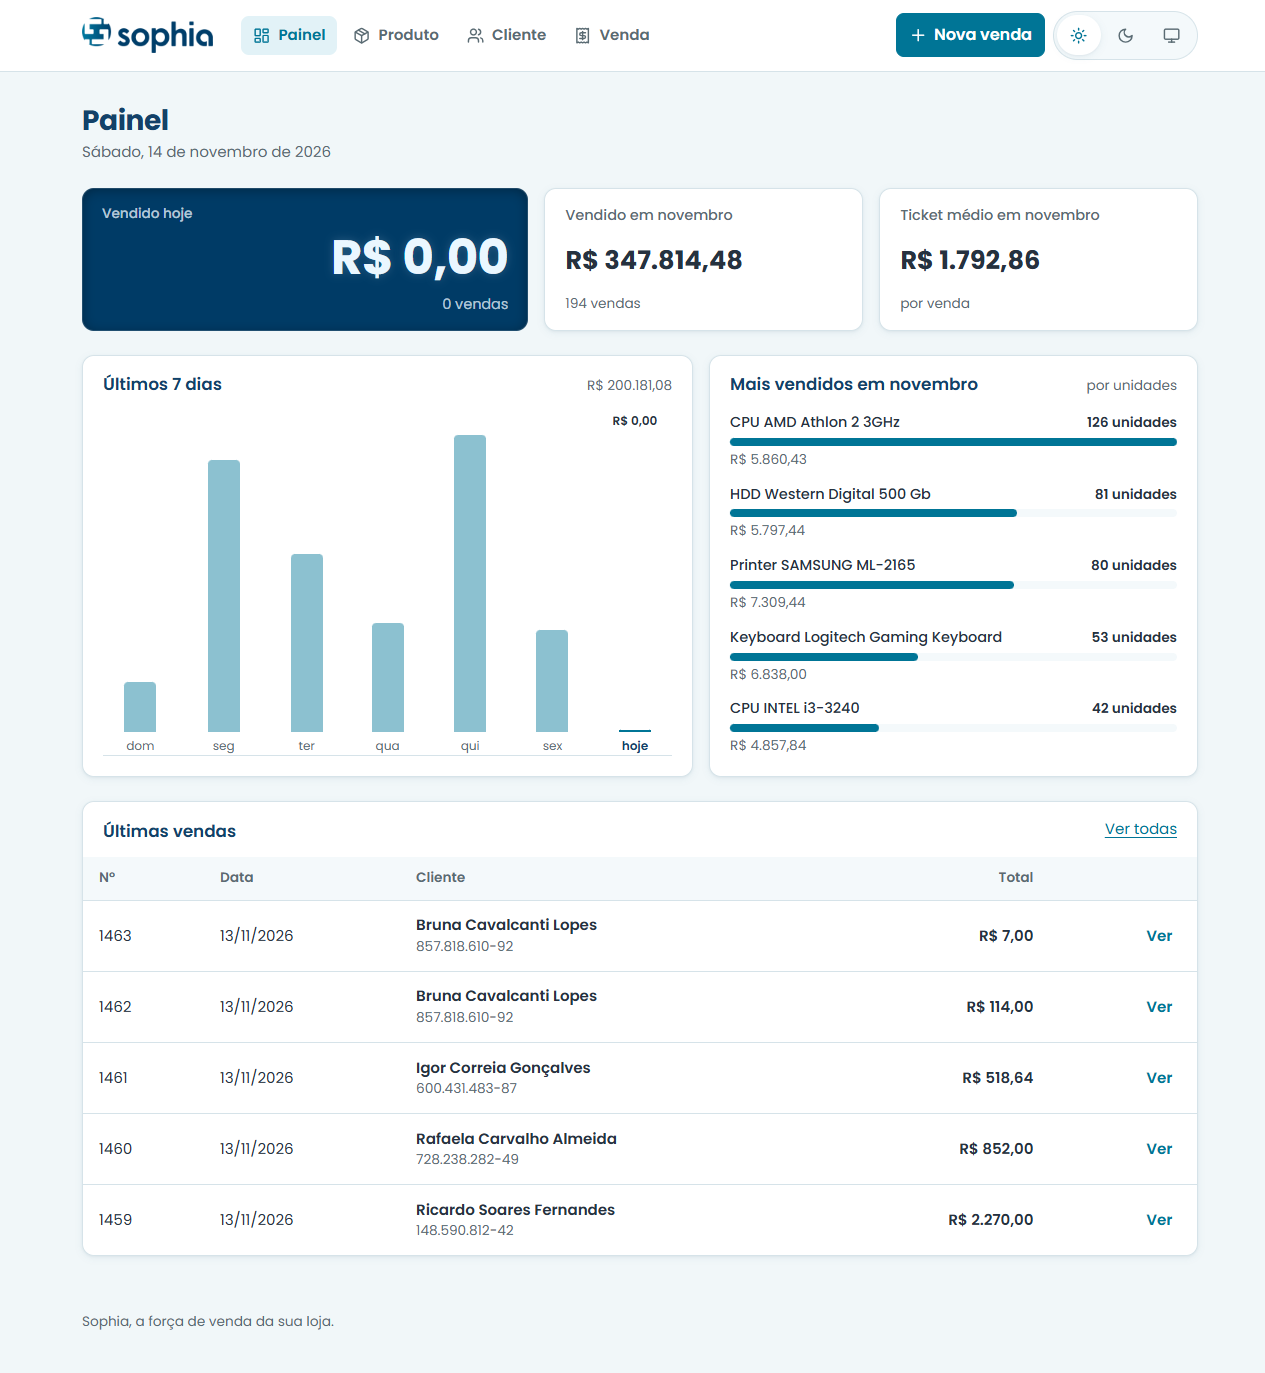 sophia
Painel
Produto
Cliente
Venda
Nova venda
Painel
Sábado, 14 de novembro de 2026
Vendido hoje
R$ 0,00
0 vendas
Vendido em novembro
R$ 347.814,48
194 vendas
Ticket médio em novembro
R$ 1.792,86
por venda
Últimos 7 dias
R$ 200.181,08
R$ 0,00
dom seg ter qua qui sex hoje
Mais vendidos em novembro
por unidades
CPU AMD Athlon 2 3GHz 126 unidades
R$ 5.860,43
HDD Western Digital 500 Gb 81 unidades
R$ 5.797,44
Printer SAMSUNG ML-2165 80 unidades
R$ 7.309,44
Keyboard Logitech Gaming Keyboard 53 unidades
R$ 6.838,00
CPU INTEL i3-3240 42 unidades
R$ 4.857,84
Últimas vendas
Ver todas
Nº Data Cliente Total
1463 13/11/2026 Bruna Cavalcanti Lopes R$ 7,00 Ver
857.818.610-92
1462 13/11/2026 Bruna Cavalcanti Lopes R$ 114,00 Ver
857.818.610-92
1461 13/11/2026 Igor Correia Gonçalves R$ 518,64 Ver
600.431.483-87
1460 13/11/2026 Rafaela Carvalho Almeida R$ 852,00 Ver
728.238.282-49
1459 13/11/2026 Ricardo Soares Fernandes R$ 2.270,00 Ver
148.590.812-42
Sophia, a força de venda da sua loja.